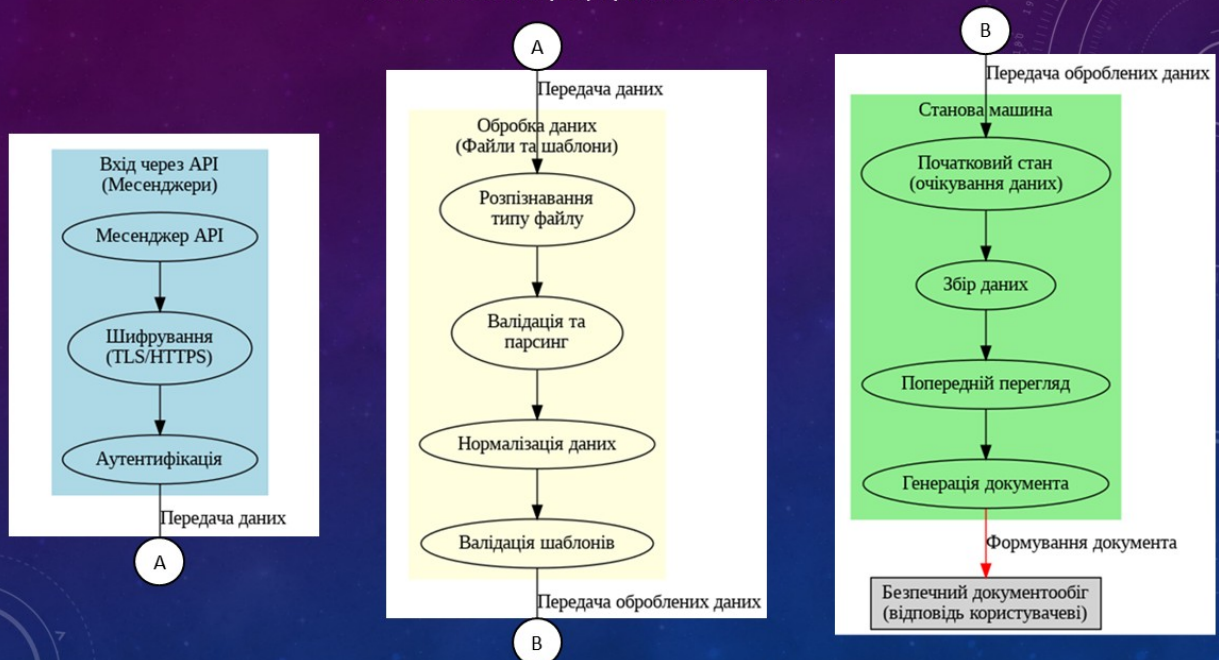 Вхід через API
(Месенджери)
Месенджер API
Шифрування
(TLS/HTTPS)
Аутентифікація
Передача даних
A
A
Передача даних
Обробка даних
(Файли та шаблони)
Розпізнавання
типу файлу
Валідація та
парсинг
Нормалізація даних
Валідація шаблонів
Передача оброблених даних
B
B
Передача оброблених даних
Станова машина
Початковий стан
(очікування даних)
Збір даних
Попередній перегляд
Генерація документа
Формування документа
Безпечний документообіг
(відповідь користувачеві)